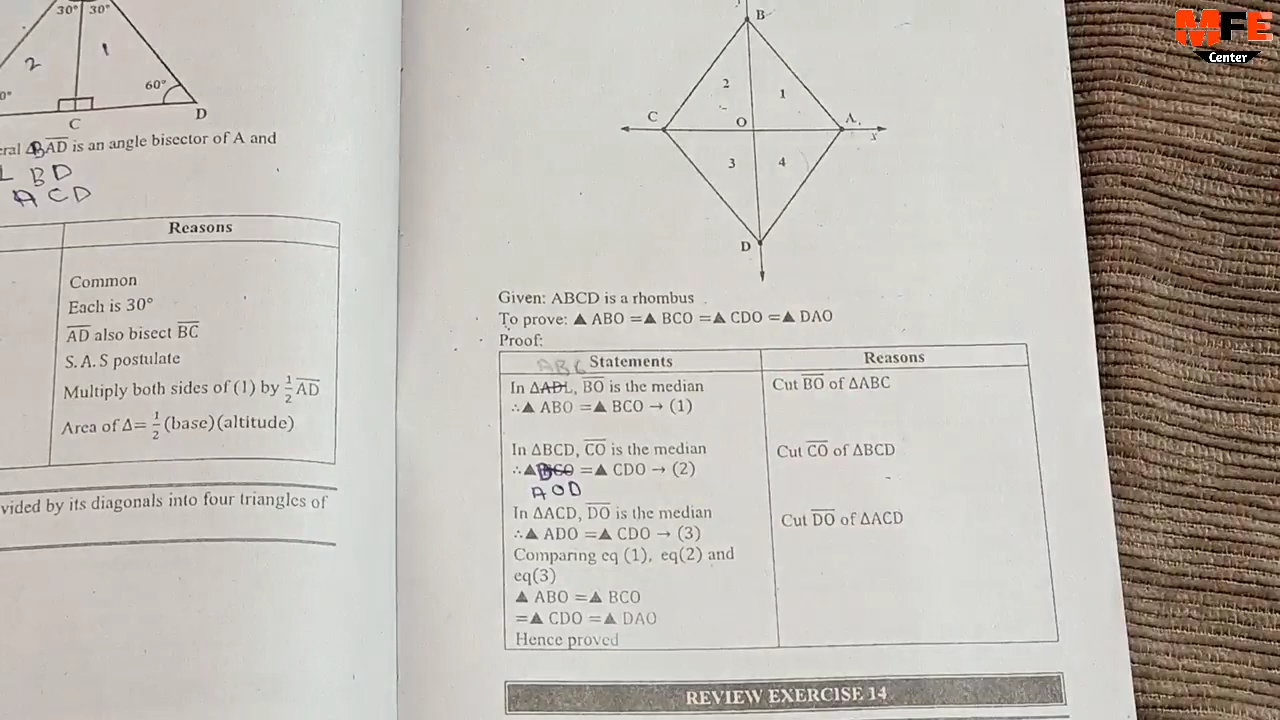 30° 30°
2
1
60°
0°
C
D
eral ΔBAD is an angle bisector of A and
⊥ BD
A CD
Reasons
Common
Each is 30°
AD also bisect BC
S.A.S postulate
Multiply both sides of (1) by 1/2 AD
Area of Δ= 1/2 (base)(altitude)
vided by its diagonals into four triangles of
MFE
Center
B
2
1
C
O
A
x
3
4
D
Given: ABCD is a rhombus
To prove: ▲ ABO =▲ BCO =▲ CDO =▲ DAO
Proof:
ABC
Statements
Reasons
In ΔADL, BO is the median
Cut BO of ΔABC
∴▲ ABO =▲ BCO → (1)
In ΔBCD, CO is the median
Cut CO of ΔBCD
∴▲ BCO =▲ CDO → (2)
AOD
In ΔACD, DO is the median
Cut DO of ΔACD
∴▲ ADO =▲ CDO → (3)
Comparing eq (1), eq(2) and
eq(3)
▲ ABO =▲ BCO
=▲ CDO =▲ DAO
Hence proved
REVIEW EXERCISE 14